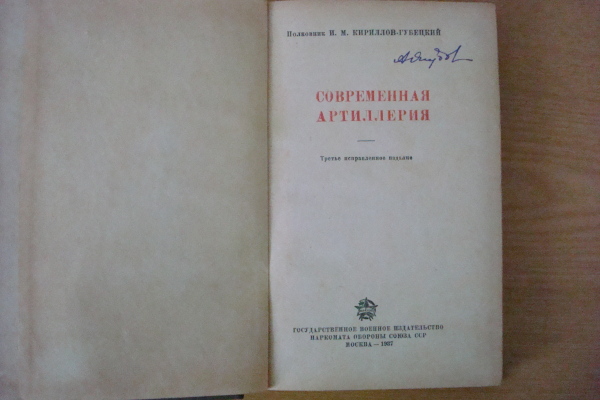 Полковник И. М. КИРИЛЛОВ-ГУБЕЦКИЙ
СОВРЕМЕННАЯ
АРТИЛЛЕРИЯ
Третье исправленное издание
ГОСУДАРСТВЕННОЕ ВОЕННОЕ ИЗДАТЕЛЬСТВО
НАРКОМАТА ОБОРОНЫ СОЮЗА ССР
МОСКВА — 1937